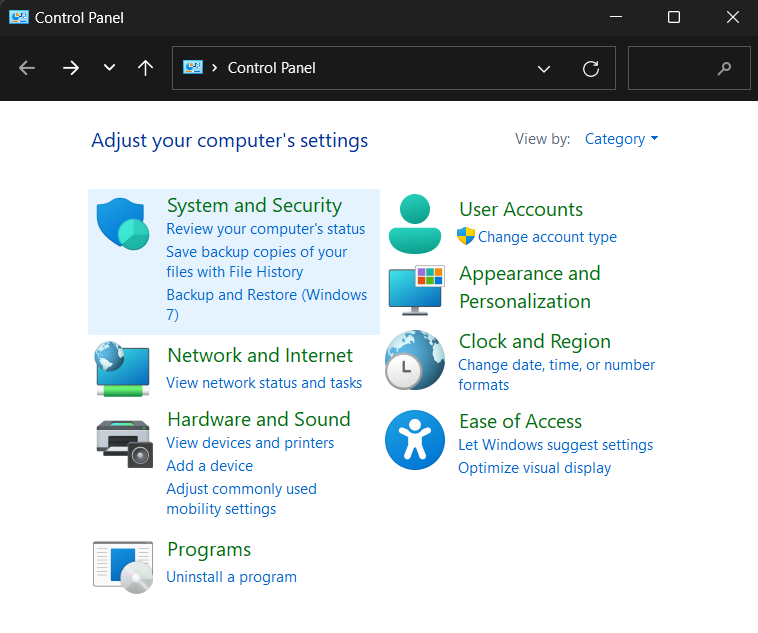 Control Panel
Control Panel
Adjust your computer's settings
View by: Category
System and Security
Review your computer's status
Save backup copies of your
files with File History
Backup and Restore (Windows
7)
Network and Internet
View network status and tasks
Hardware and Sound
View devices and printers
Add a device
Adjust commonly used
mobility settings
Programs
Uninstall a program
User Accounts
Change account type
Appearance and
Personalization
Clock and Region
Change date, time, or number
formats
Ease of Access
Let Windows suggest settings
Optimize visual display